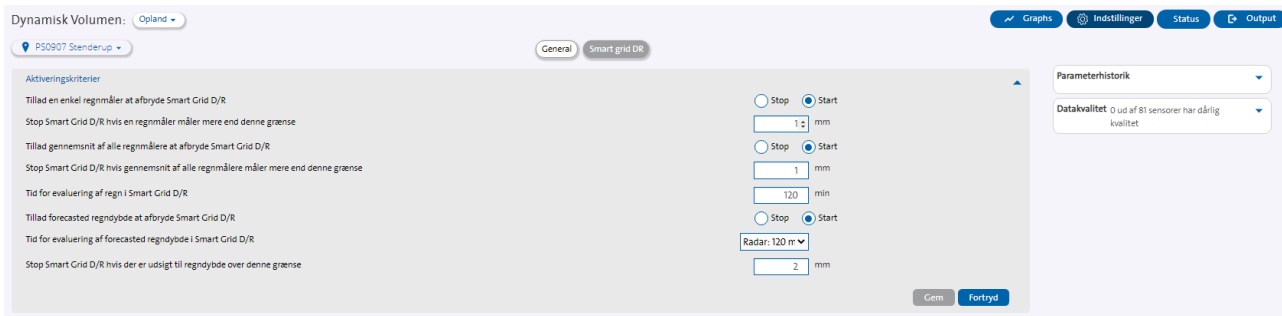 Dynamisk Volumen: Opland
Graphs Indstillinger Status Output
PS0907 Stenderup
General Smart grid DR
Aktiveringskriterier
Tillad en enkel regnmåler at afbryde Smart Grid D/R Stop Start
Stop Smart Grid D/R hvis en regnmåler måler mere end denne grænse 1 mm
Tillad gennemsnit af alle regnmålere at afbryde Smart Grid D/R Stop Start
Stop Smart Grid D/R hvis gennemsnit af alle regnmålere måler mere end denne grænse 1 mm
Tid for evaluering af regn i Smart Grid D/R 120 min
Tillad forecasted regndybde at afbryde Smart Grid D/R Stop Start
Tid for evaluering af forecasted regndybde i Smart Grid D/R Radar: 120 m
Stop Smart Grid D/R hvis der er udsigt til regndybde over denne grænse 2 mm
Gem Fortryd
Parameterhistorik
Datakvalitet 0 ud af 81 sensorer har dårlig
kvalitet